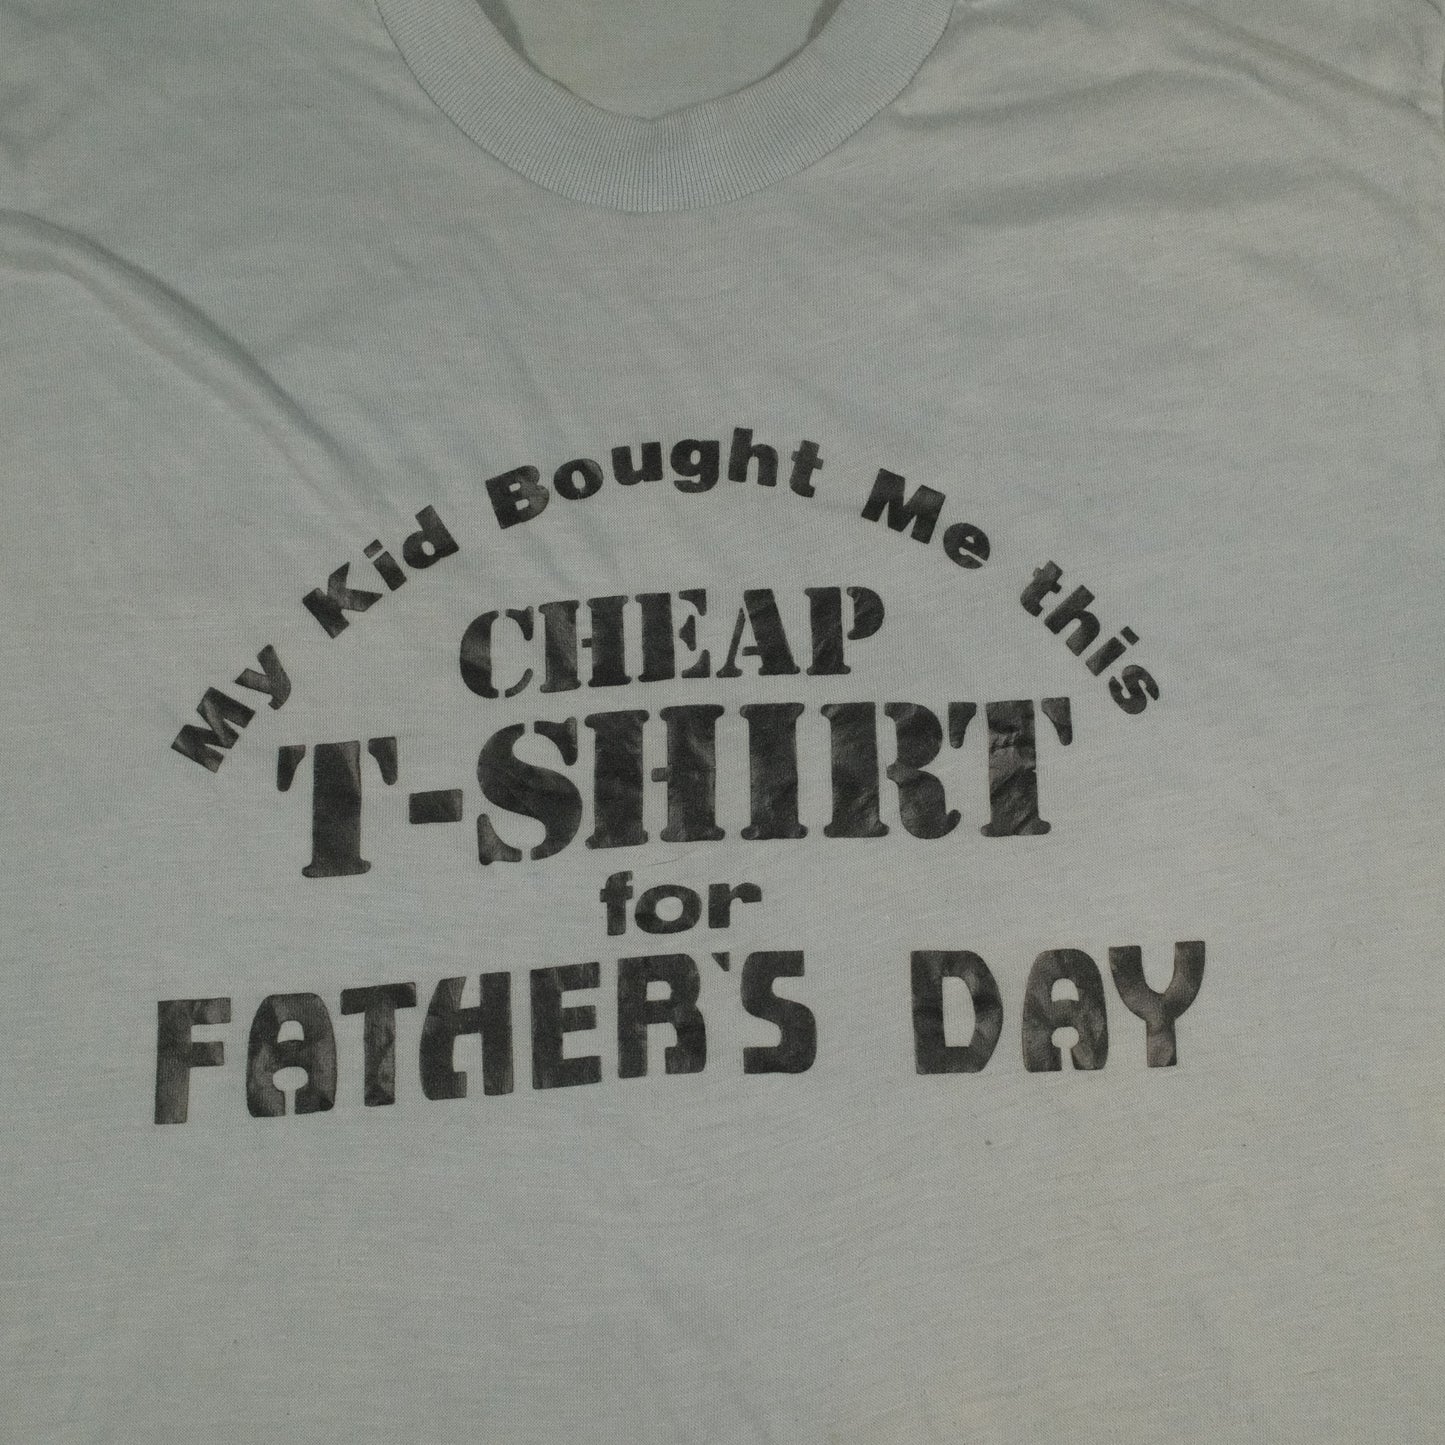 My Kid Bought Me this
CHEAP
T-SHIRT
for
FATHER'S DAY